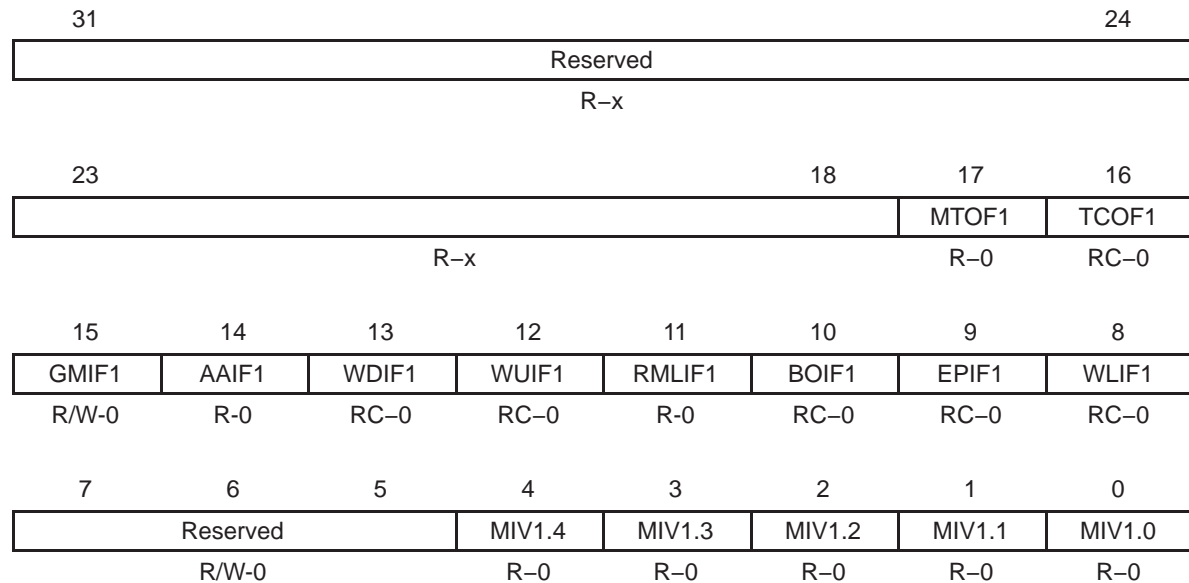 31 24
Reserved
R–x
23 18 17 16
MTOF1 TCOF1
R–x R–0 RC–0
15 14 13 12 11 10 9 8
GMIF1 AAIF1 WDIF1 WUIF1 RMLIF1 BOIF1 EPIF1 WLIF1
R/W-0 R-0 RC–0 RC–0 R-0 RC–0 RC–0 RC–0
7 6 5 4 3 2 1 0
Reserved MIV1.4 MIV1.3 MIV1.2 MIV1.1 MIV1.0
R/W-0 R–0 R–0 R–0 R–0 R–0